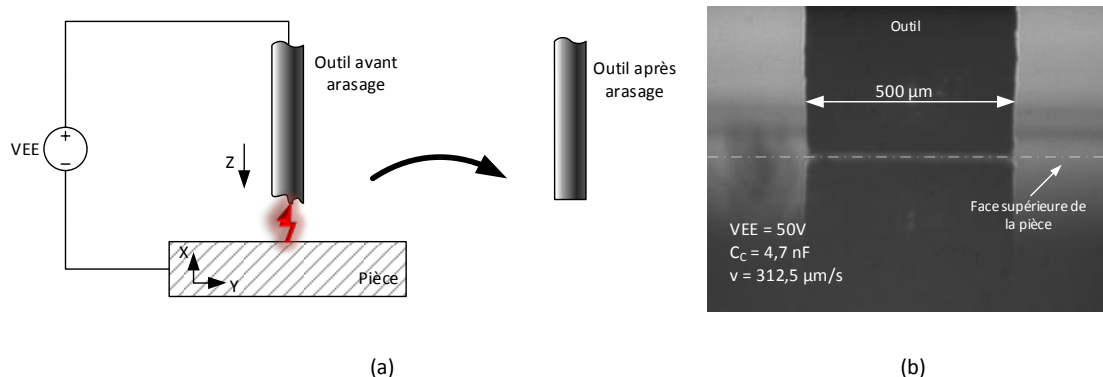 VEE
+
−
Outil avant
arasage
Z
X
Y
Pièce
Outil après
arasage
(a)
Outil
500 µm
Face supérieure de
la pièce
VEE = 50V
C_C = 4,7 nF
v = 312,5 µm/s
(b)